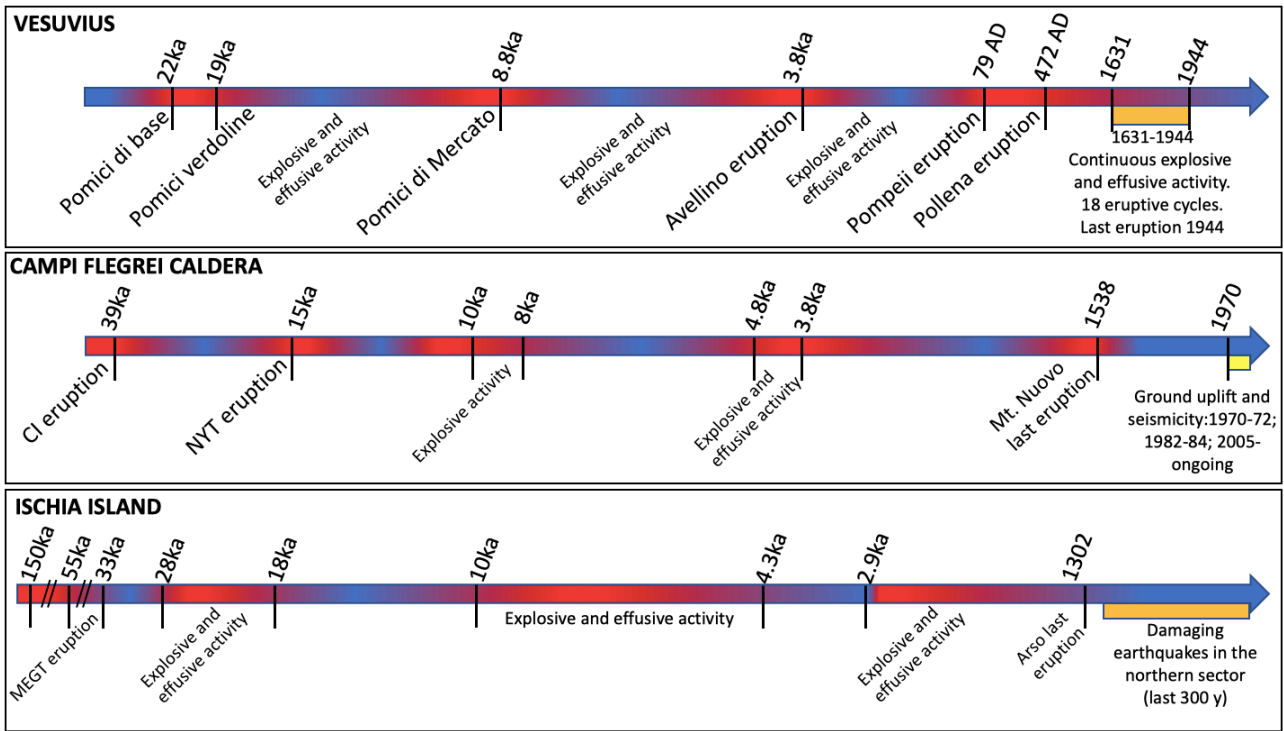 VESUVIUS
22ka
19ka
8.8ka
3.8ka
79 AD
472 AD
1631
1944
Pomici di base
Pomici verdoline
Explosive and
effusive activity
Pomici di Mercato
Explosive and
effusive activity
Avellino eruption
Explosive and
effusive activity
Pompeii eruption
Pollena eruption
1631-1944
Continuous explosive
and effusive activity.
18 eruptive cycles.
Last eruption 1944
CAMPI FLEGREI CALDERA
39ka
15ka
10ka
8ka
4.8ka
3.8ka
1538
1970
CI eruption
NYT eruption
Explosive activity
Explosive and
effusive activity
Mt. Nuovo
last eruption
Ground uplift and
seismicity:1970-72;
1982-84; 2005-
ongoing
ISCHIA ISLAND
150ka
55ka
33ka
28ka
18ka
10ka
4.3ka
2.9ka
1302
MEGT eruption
Explosive and
effusive activity
Explosive and effusive activity
Explosive and
effusive activity
Arso last
eruption
Damaging
earthquakes in the
northern sector
(last 300 y)